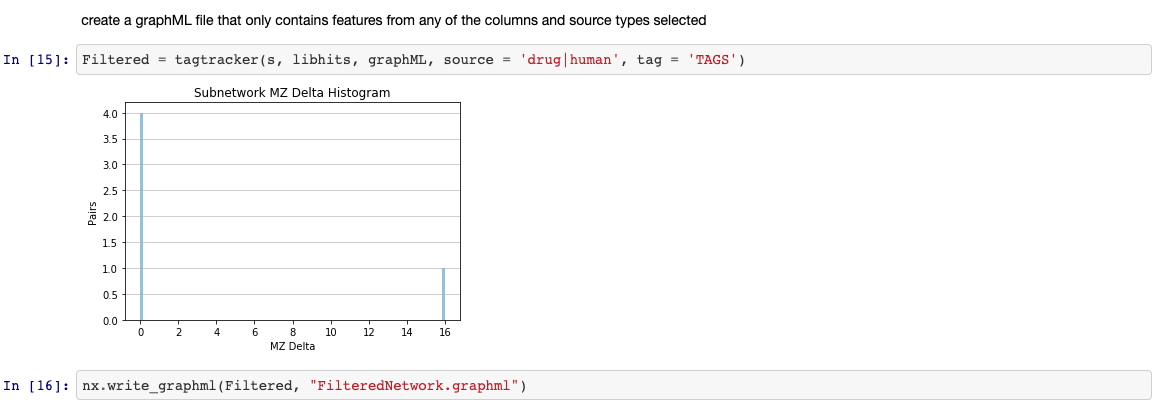 create a graphML file that only contains features from any of the columns and source types selected
In [15]: Filtered = tagtracker(s, libhits, graphML, source = 'drug|human', tag = 'TAGS')
Subnetwork MZ Delta Histogram
4.0
3.5
3.0
2.5
2.0
1.5
1.0
0.5
0.0
Pairs
0 2 4 6 8 10 12 14 16
MZ Delta
In [16]: nx.write_graphml(Filtered, "FilteredNetwork.graphml")